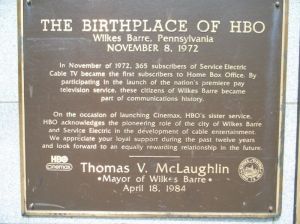 THE BIRTHPLACE OF HBO
Wilkes Barre, Pennsylvania
NOVEMBER 8, 1972
In November of 1972, 365 subscribers of Service Electric
Cable TV became the first subscribers to Home Box Office. By
participating in the launch of the nation's premiere pay
television service, these citizens of Wilkes Barre became
part of communications history.
On the occasion of launching Cinemax, HBO's sister service,
HBO acknowledges the pioneering role of the city of Wilkes Barre
and Service Electric in the development of cable entertainment.
We appreciate your loyal support during the past twelve years
and look forward to an equally rewarding relationship in the future.
HBO
Cinemax
Thomas V. McLaughlin
•Mayor of Wilkes Barre•
April 18, 1984